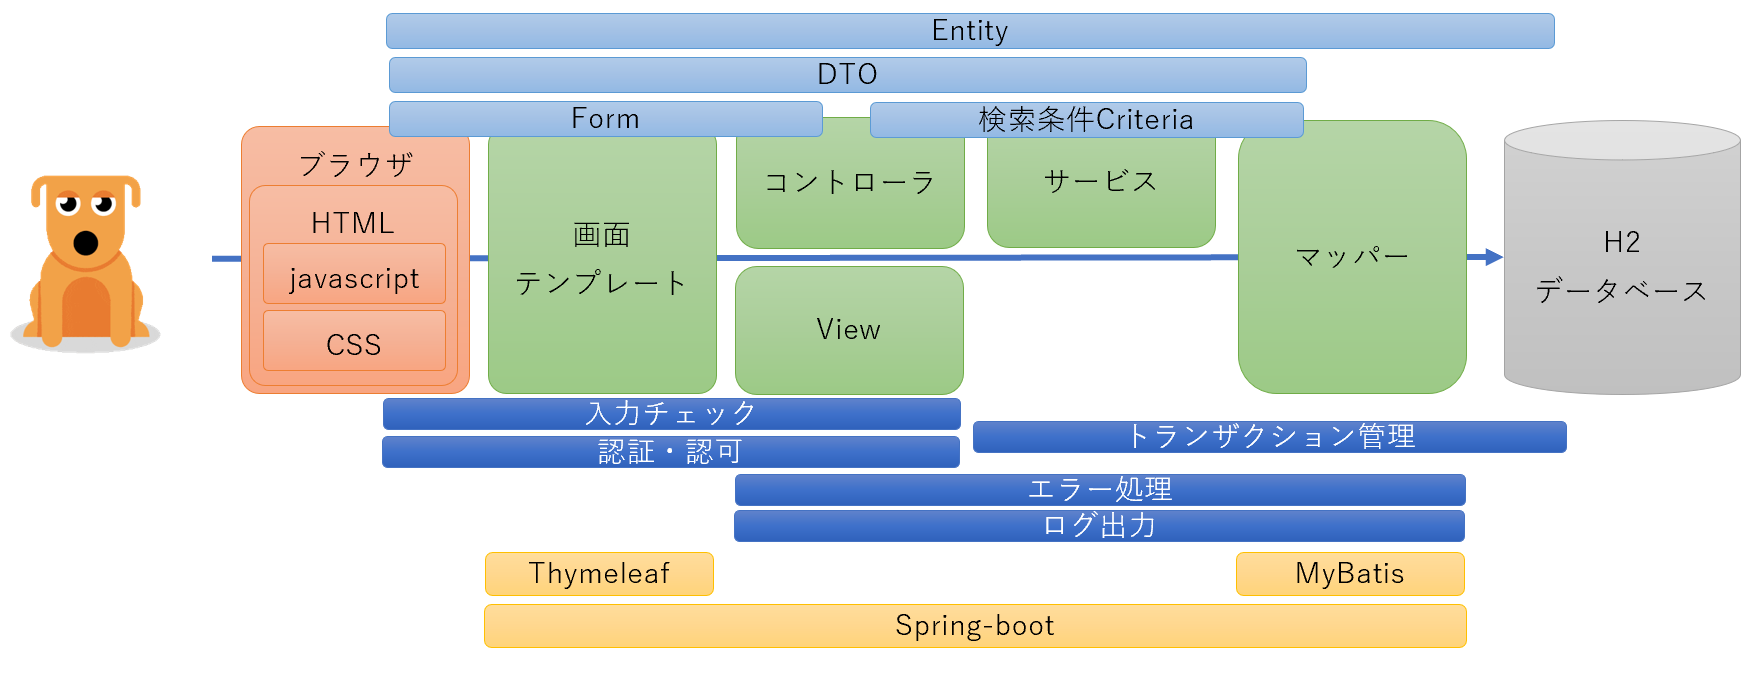 Entity
DTO
Form
検索条件Criteria
ブラウザ
HTML
javascript
CSS
画面
テンプレート
コントローラ
View
サービス
マッパー
H2
データベース
入力チェック
認証・認可
トランザクション管理
エラー処理
ログ出力
Thymeleaf
MyBatis
Spring-boot